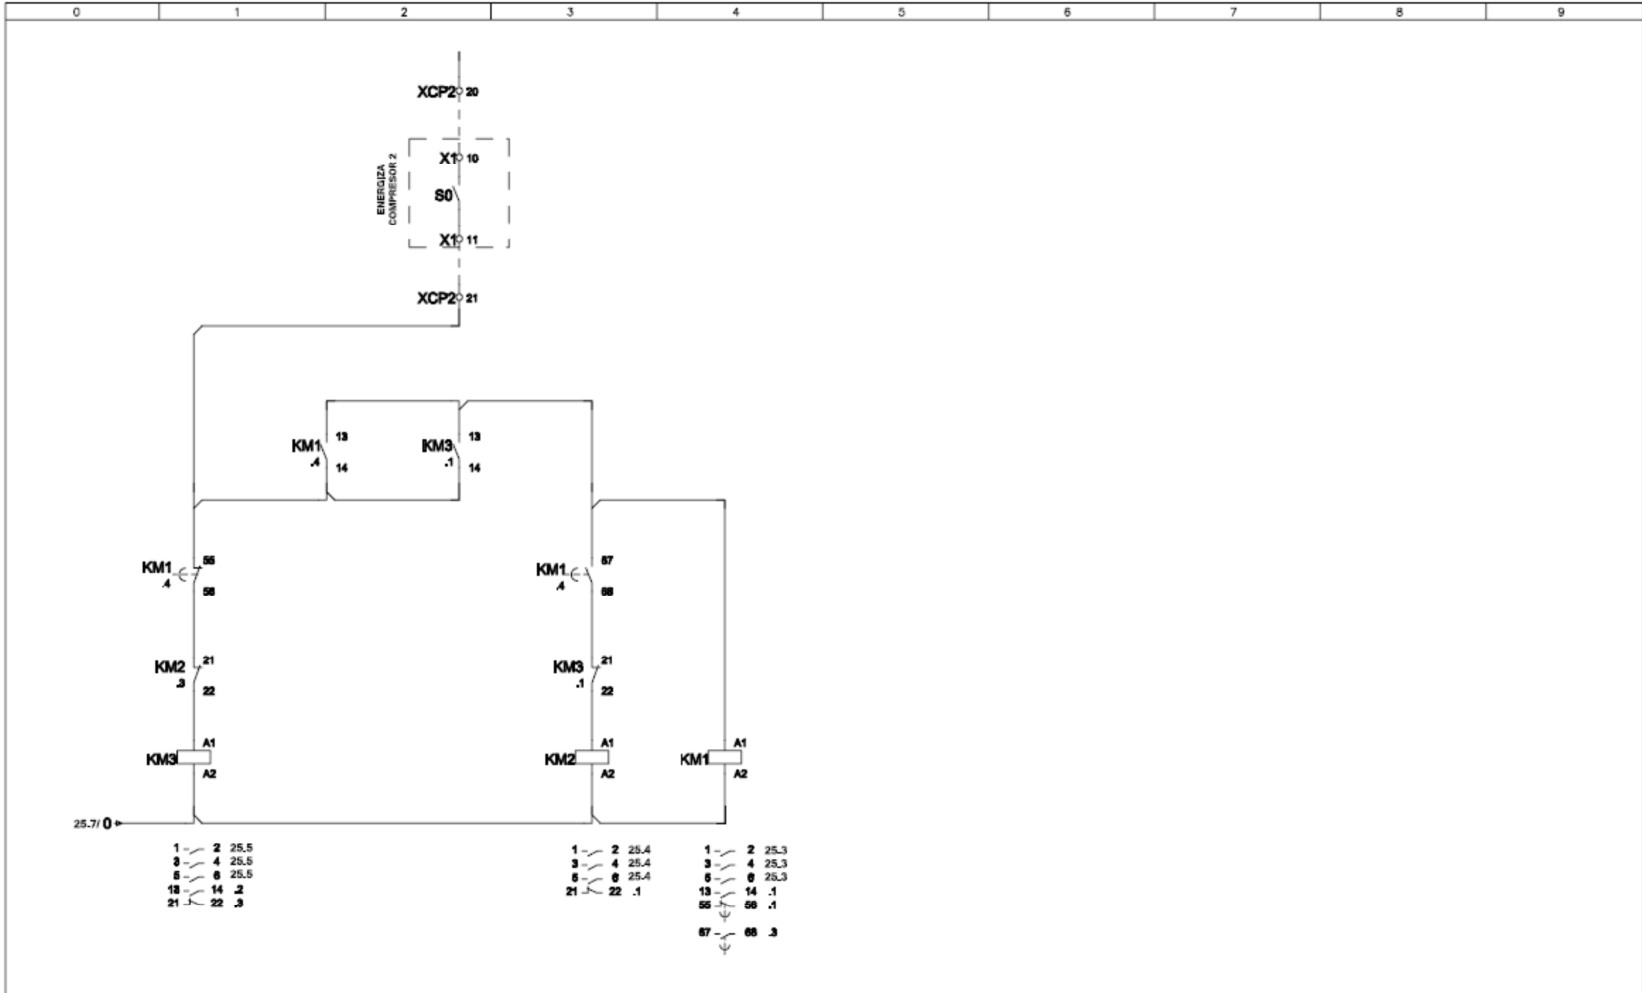 0 1 2 3 4 5 6 7 8 9
XCP2 20
ENERGIZA
COMPRESOR 2
X1 10
S0
X1 11
XCP2 21
KM1 13
.4 14
KM3 13
.1 14
KM1 55
.4 56
KM1 67
.4 68
KM2 21
.3 22
KM3 21
.1 22
KM3 A1
A2
KM2 A1
A2
KM1 A1
A2
25.7/ 0
1 2 25.5
3 4 25.5
5 6 25.5
13 14 .2
21 22 .3
1 2 25.4
3 4 25.4
5 6 25.4
21 22 .1
1 2 25.3
3 4 25.3
5 6 25.3
13 14 .1
55 56 .1
67 68 .3